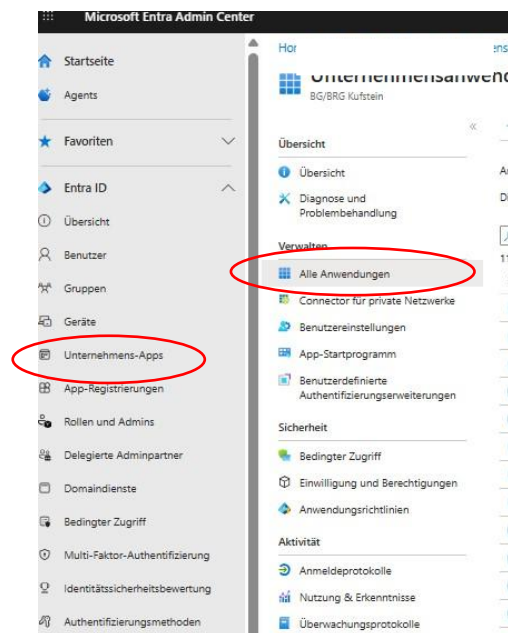 Microsoft Entra Admin Center
Startseite
Agents
Favoriten
Entra ID
Übersicht
Benutzer
Gruppen
Geräte
Unternehmens-Apps
App-Registrierungen
Rollen und Admins
Delegierte Adminpartner
Domaindienste
Bedingter Zugriff
Multi-Faktor-Authentifizierung
Identitätssicherheitsbewertung
Authentifizierungsmethoden
BG/BRG Kufstein
Übersicht
Übersicht
Diagnose und
Problembehandlung
Verwalten
Alle Anwendungen
Connector für private Netzwerke
Benutzereinstellungen
App-Startprogramm
Benutzerdefinierte
Authentifizierungserweiterungen
Sicherheit
Bedingter Zugriff
Einwilligung und Berechtigungen
Anwendungsrichtlinien
Aktivität
Anmeldeprotokolle
Nutzung & Erkenntnisse
Überwachungsprotokolle